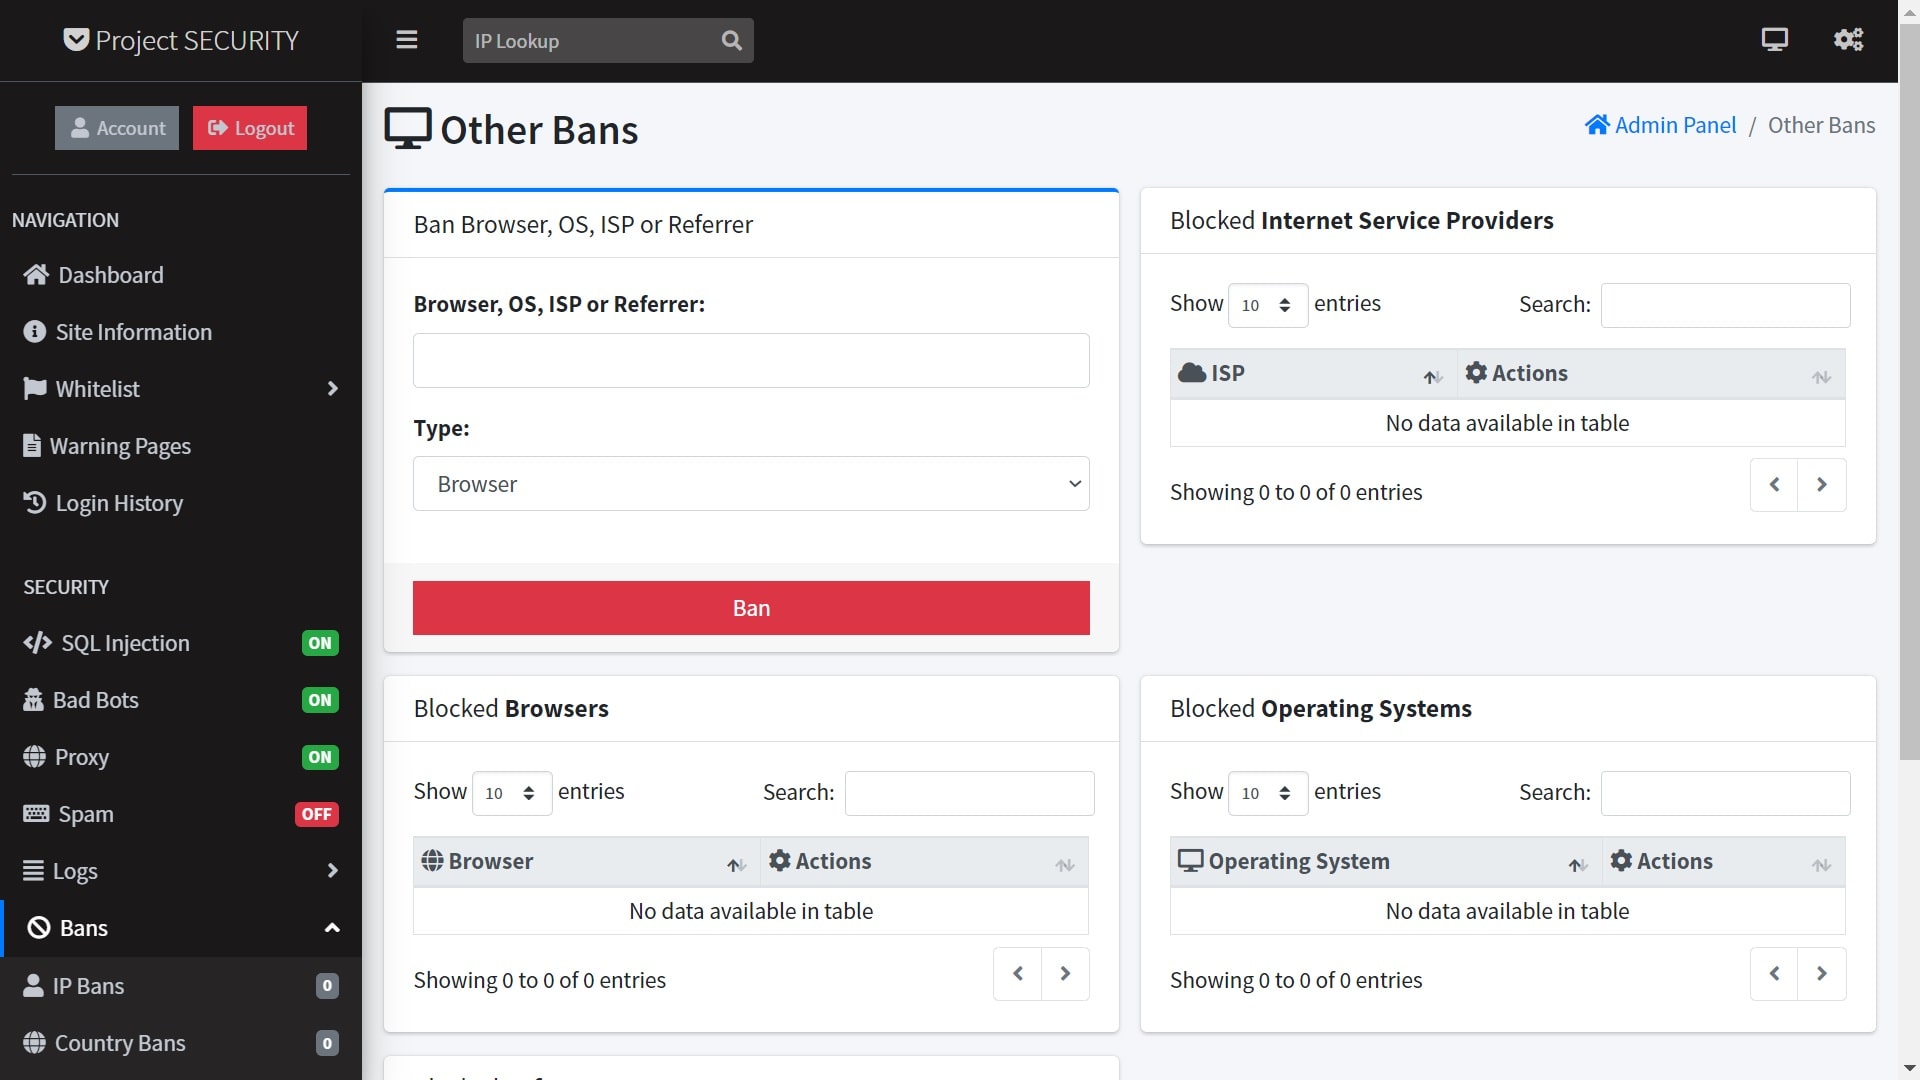 Project SECURITY
IP Lookup
Account
Logout
Other Bans
Admin Panel / Other Bans
NAVIGATION
Dashboard
Site Information
Whitelist
Warning Pages
Login History
SECURITY
SQL Injection ON
Bad Bots ON
Proxy ON
Spam OFF
Logs
Bans
IP Bans 0
Country Bans 0
Ban Browser, OS, ISP or Referrer
Browser, OS, ISP or Referrer:
Type:
Browser
Ban
Blocked Internet Service Providers
Show 10 entries Search:
ISP Actions
No data available in table
Showing 0 to 0 of 0 entries
Blocked Browsers
Show 10 entries Search:
Browser Actions
No data available in table
Showing 0 to 0 of 0 entries
Blocked Operating Systems
Show 10 entries Search:
Operating System Actions
No data available in table
Showing 0 to 0 of 0 entries